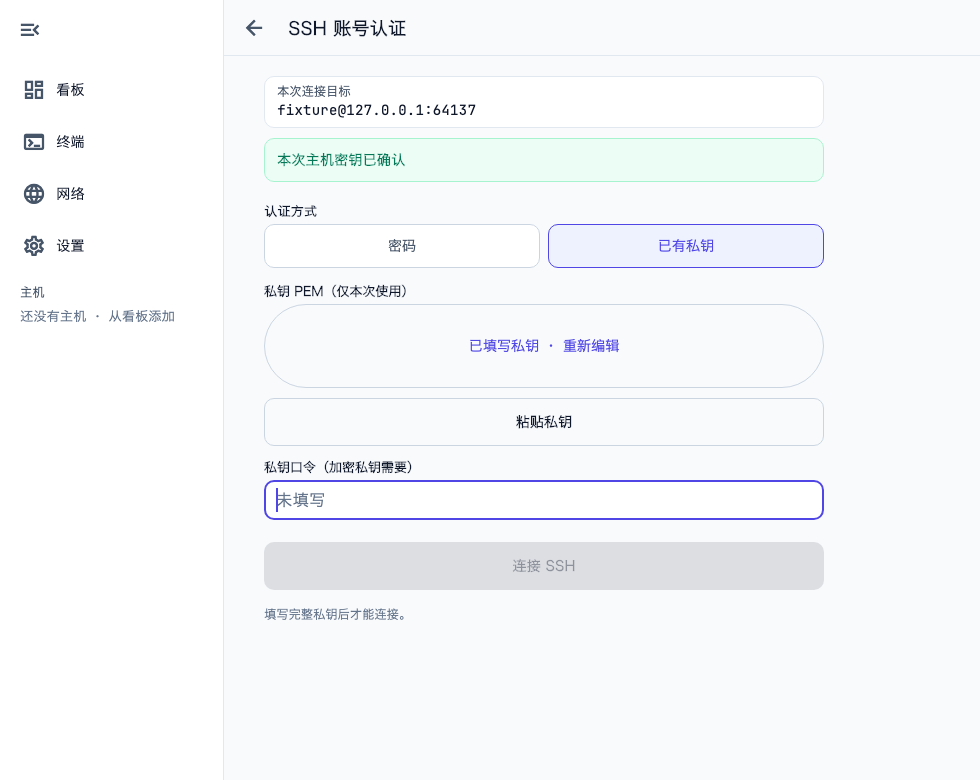 SSH 账号认证
看板
终端
网络
设置
主机
还没有主机 · 从看板添加
本次连接目标
fixture@127.0.0.1:64137
本次主机密钥已确认
认证方式
密码
已有私钥
私钥 PEM（仅本次使用）
已填写私钥 · 重新编辑
粘贴私钥
私钥口令（加密私钥需要）
未填写
连接 SSH
填写完整私钥后才能连接。